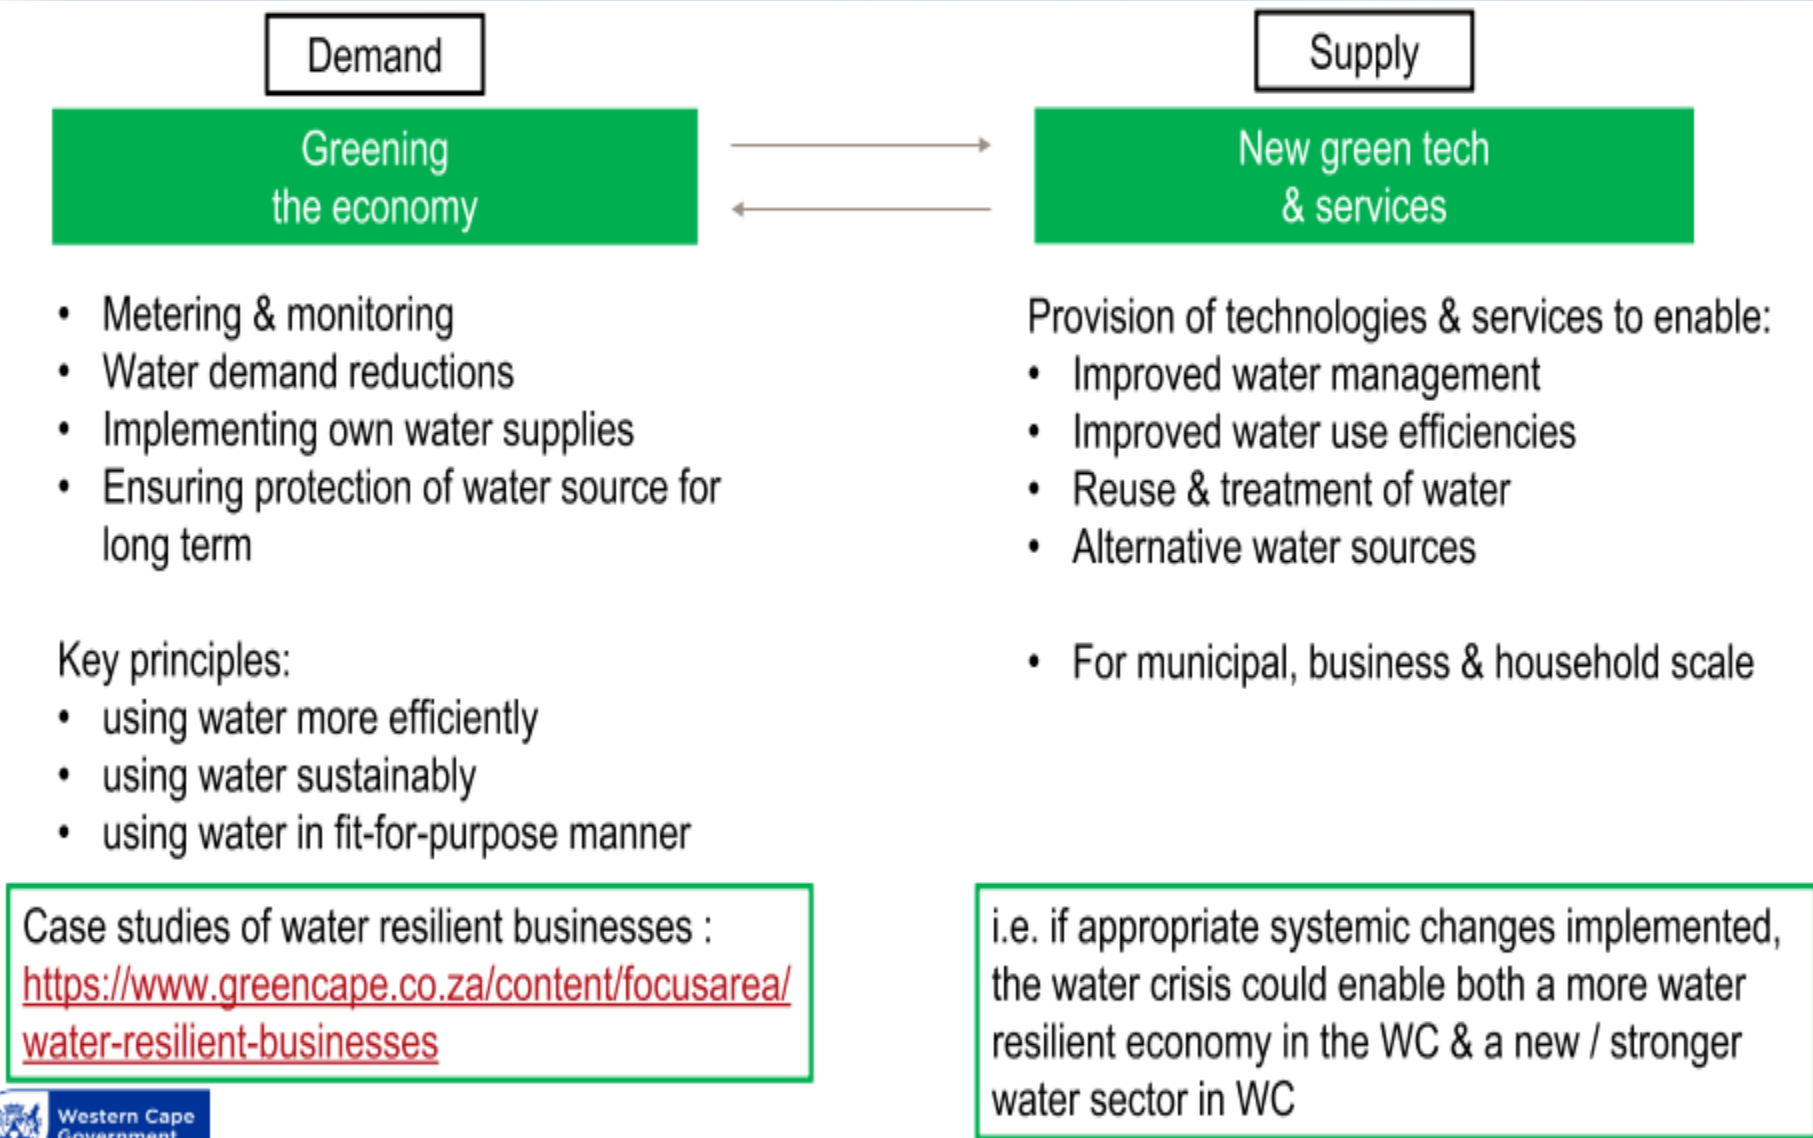 Demand
Greening
the economy
• Metering & monitoring
• Water demand reductions
• Implementing own water supplies
• Ensuring protection of water source for
long term
Key principles:
• using water more efficiently
• using water sustainably
• using water in fit-for-purpose manner
Case studies of water resilient businesses :
https://www.greencape.co.za/content/focusarea/
water-resilient-businesses
Western Cape
Government
Supply
New green tech
& services
Provision of technologies & services to enable:
• Improved water management
• Improved water use efficiencies
• Reuse & treatment of water
• Alternative water sources
• For municipal, business & household scale
i.e. if appropriate systemic changes implemented,
the water crisis could enable both a more water
resilient economy in the WC & a new / stronger
water sector in WC